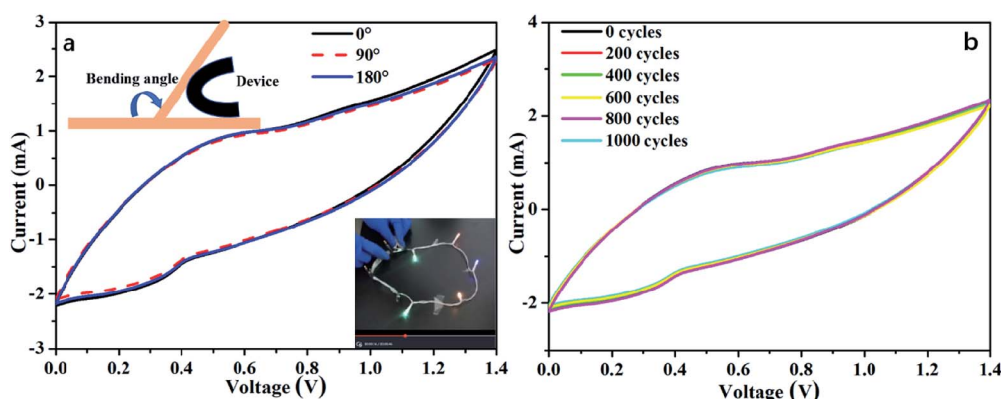 a
0°
90°
180°
Bending angle
Device
3
2
1
0
-1
-2
-3
Current (mA)
0.0 0.2 0.4 0.6 0.8 1.0 1.2 1.4
Voltage (V)
b
0 cycles
200 cycles
400 cycles
600 cycles
800 cycles
1000 cycles
4
2
0
-2
Current (mA)
0.0 0.2 0.4 0.6 0.8 1.0 1.2 1.4
Voltage (V)